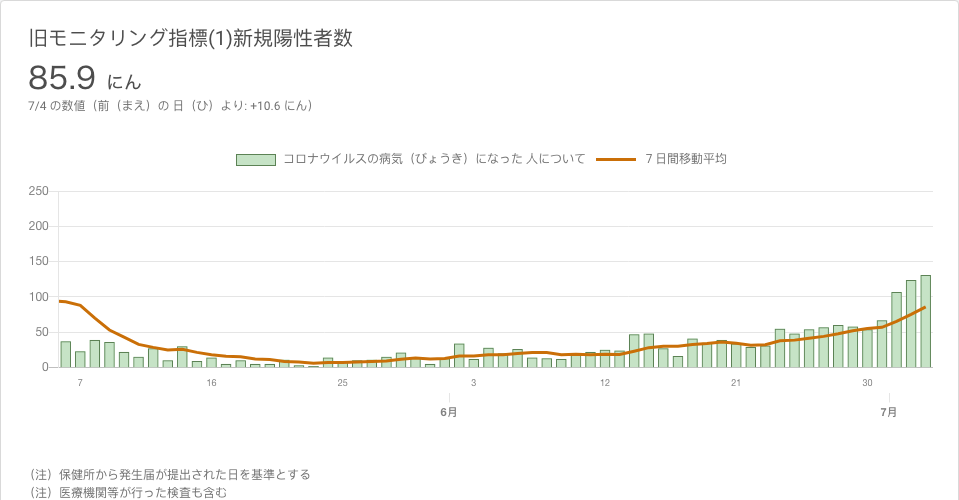 旧モニタリング指標(1)新規陽性者数
85.9 にん
7/4 の数値（前（まえ）の 日（ひ）より: +10.6 にん）
コロナウイルスの病気（びょうき）になった 人について
７日間移動平均
250
200
150
100
50
0
7 16 25 3 12 21 30
6月 7月
（注）保健所から発生届が提出された日を基準とする
（注）医療機関等が行った検査も含む